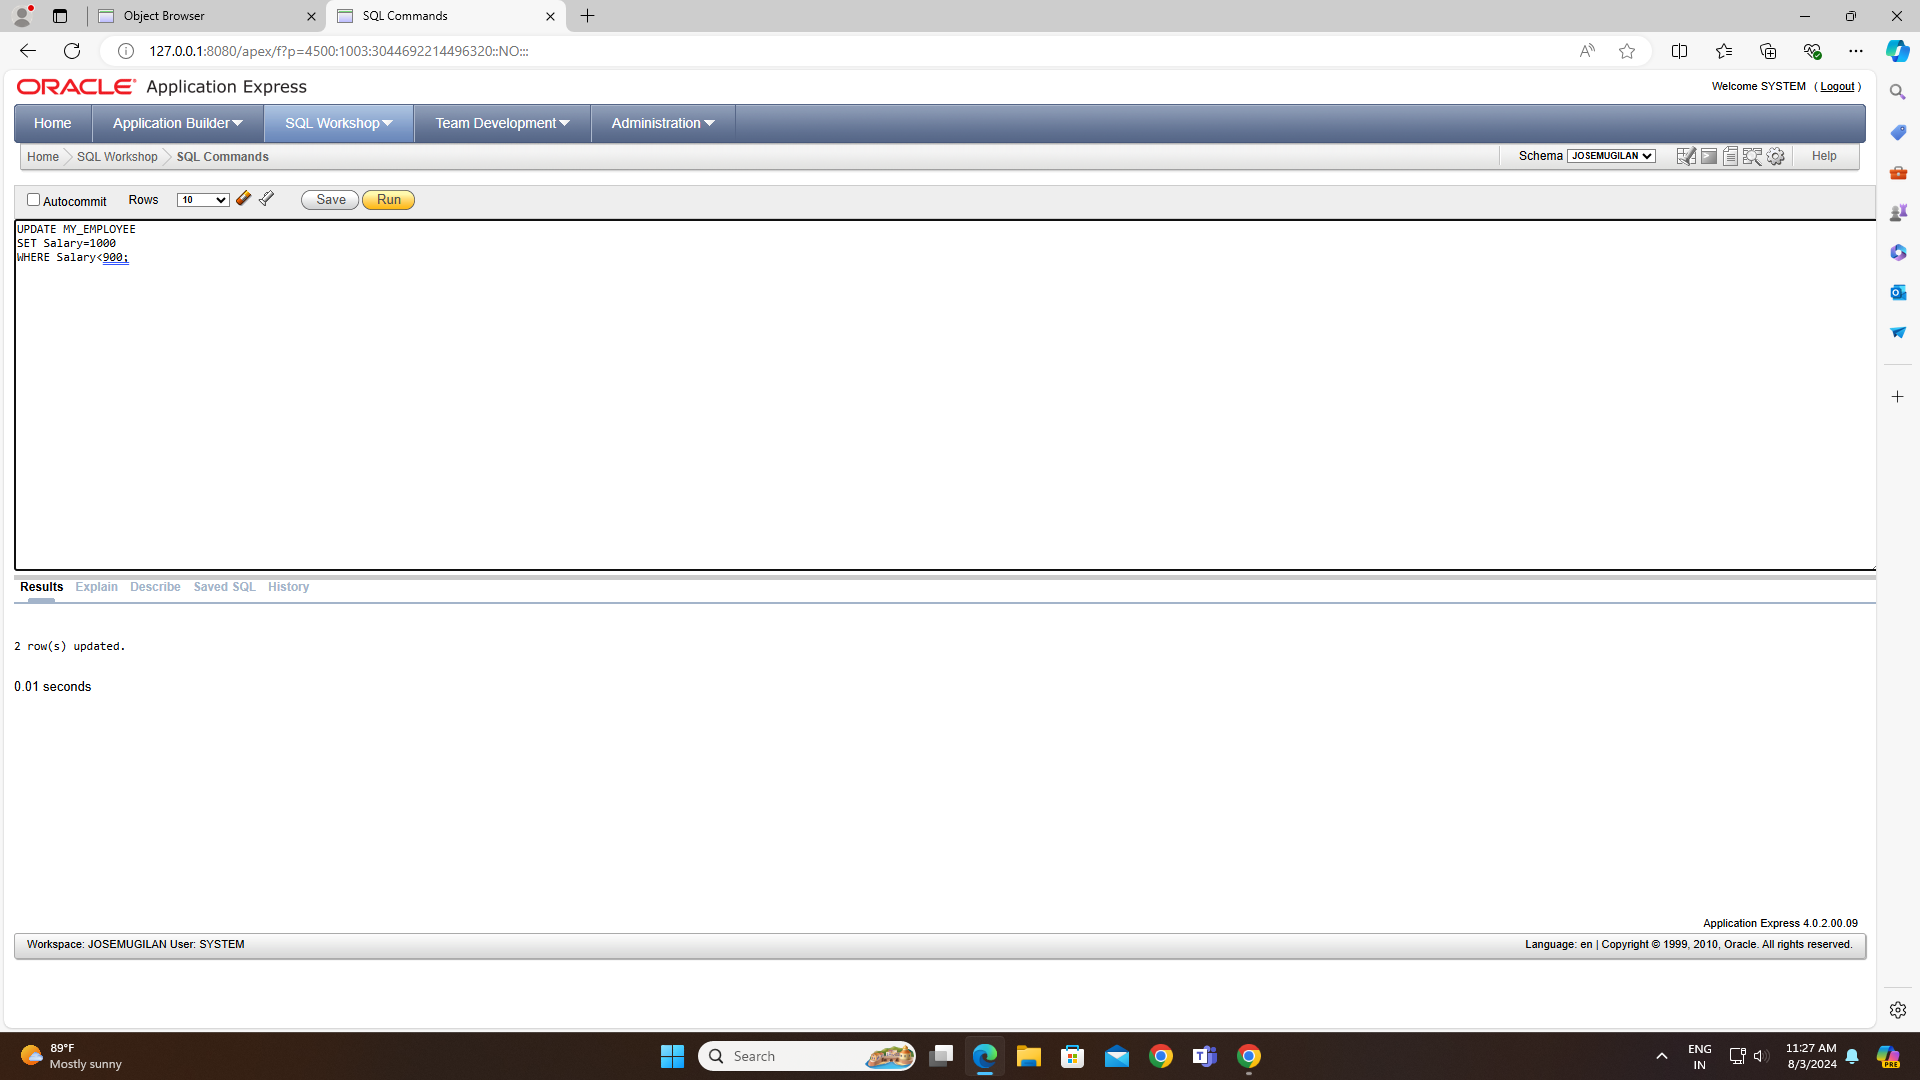 Object Browser
SQL Commands
127.0.0.1:8080/apex/f?p=4500:1003:3044692214496320::NO:::
ORACLE Application Express
Welcome SYSTEM ( Logout )
Home Application Builder SQL Workshop Team Development Administration
Home SQL Workshop SQL Commands
Schema JOSEMUGILAN Help
Autocommit Rows 10 Save Run
UPDATE MY_EMPLOYEE
SET Salary=1000
WHERE Salary<900;
Results Explain Describe Saved SQL History
2 row(s) updated.
0.01 seconds
Application Express 4.0.2.00.09
Workspace: JOSEMUGILAN User: SYSTEM
Language: en | Copyright © 1999, 2010, Oracle. All rights reserved.
89°F
Mostly sunny
Search
ENG
IN
11:27 AM
8/3/2024
PRE